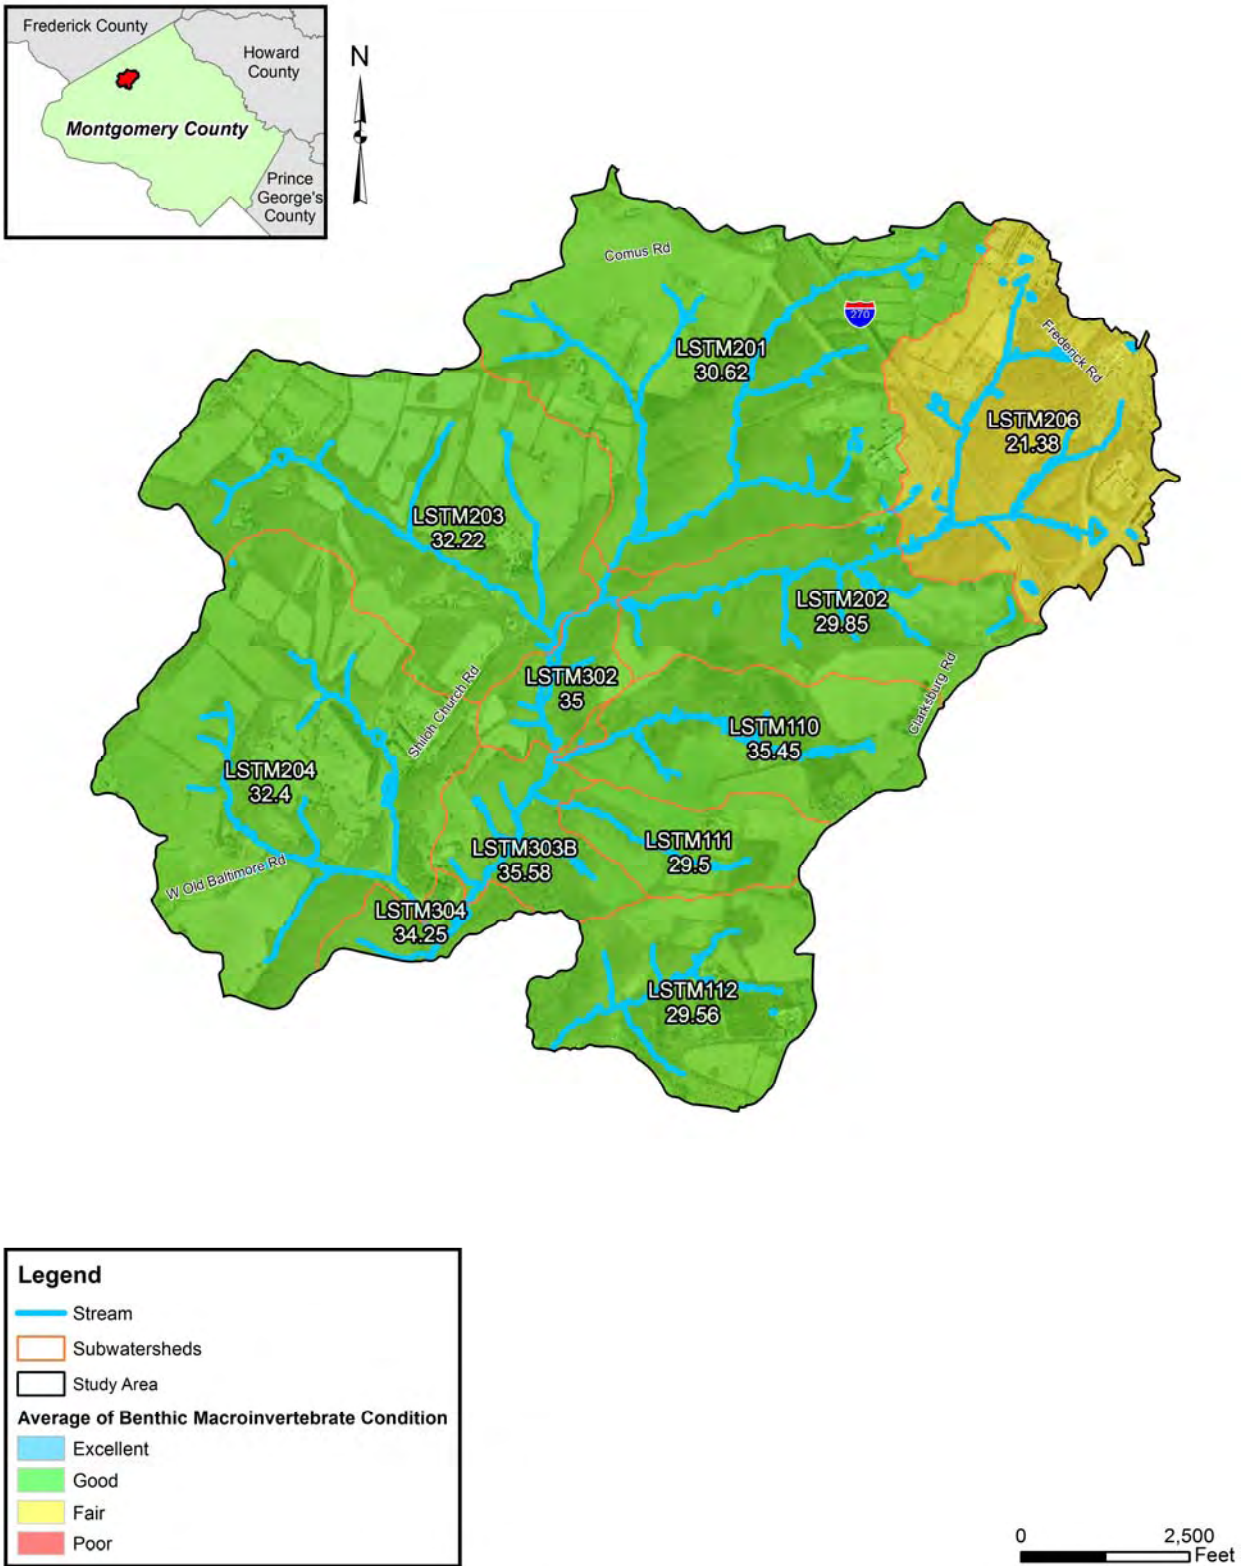 Frederick County
Howard
County
Montgomery County
Prince
George's
County
N
Comus Rd
270
LSTM201
30.62
Frederick Rd
LSTM206
21.38
LSTM203
32.22
LSTM202
29.85
LSTM302
35
Shiloh Church Rd
Clarksburg Rd
LSTM110
35.45
LSTM204
32.4
LSTM111
29.5
LSTM303B
35.58
W Old Baltimore Rd
LSTM304
34.25
LSTM112
29.56
Legend
Stream
Subwatersheds
Study Area
Average of Benthic Macroinvertebrate Condition
Excellent
Good
Fair
Poor
0 2,500
Feet